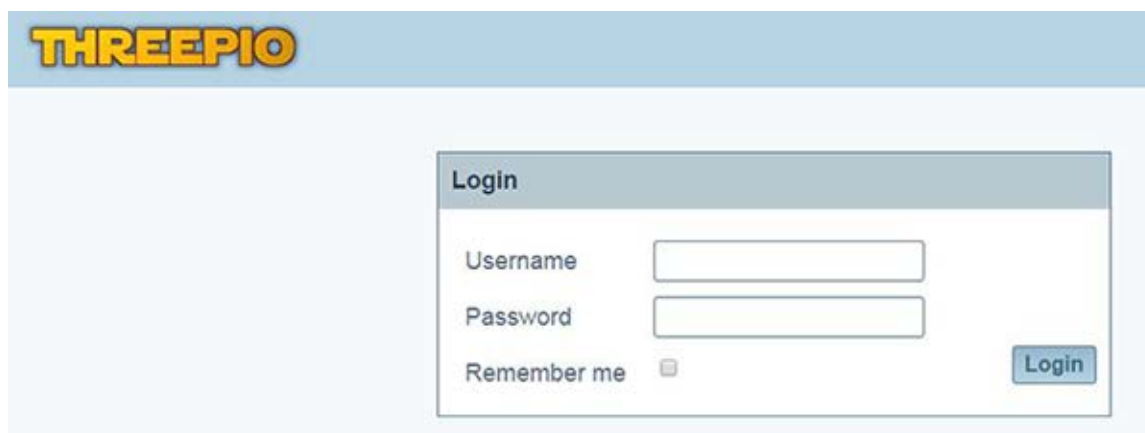 THREEPIO
Login
Username
Password
Remember me
Login